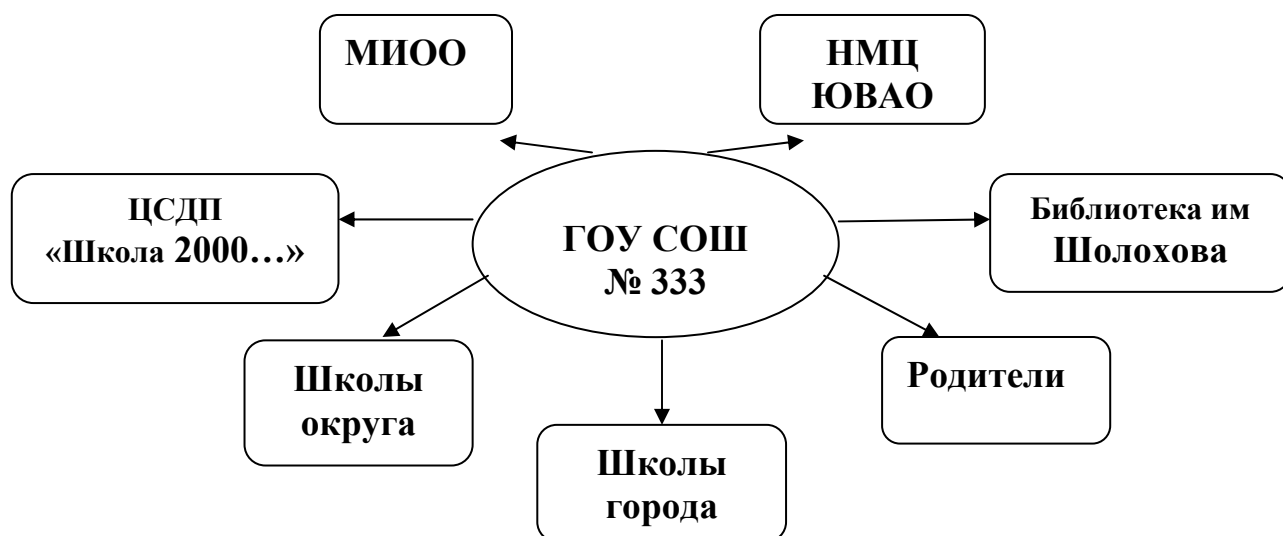 МИОО
НМЦ
ЮВАО
ЦСДП
«Школа 2000…»
ГОУ СОШ
№ 333
Библиотека им
Шолохова
Школы
округа
Школы
города
Родители